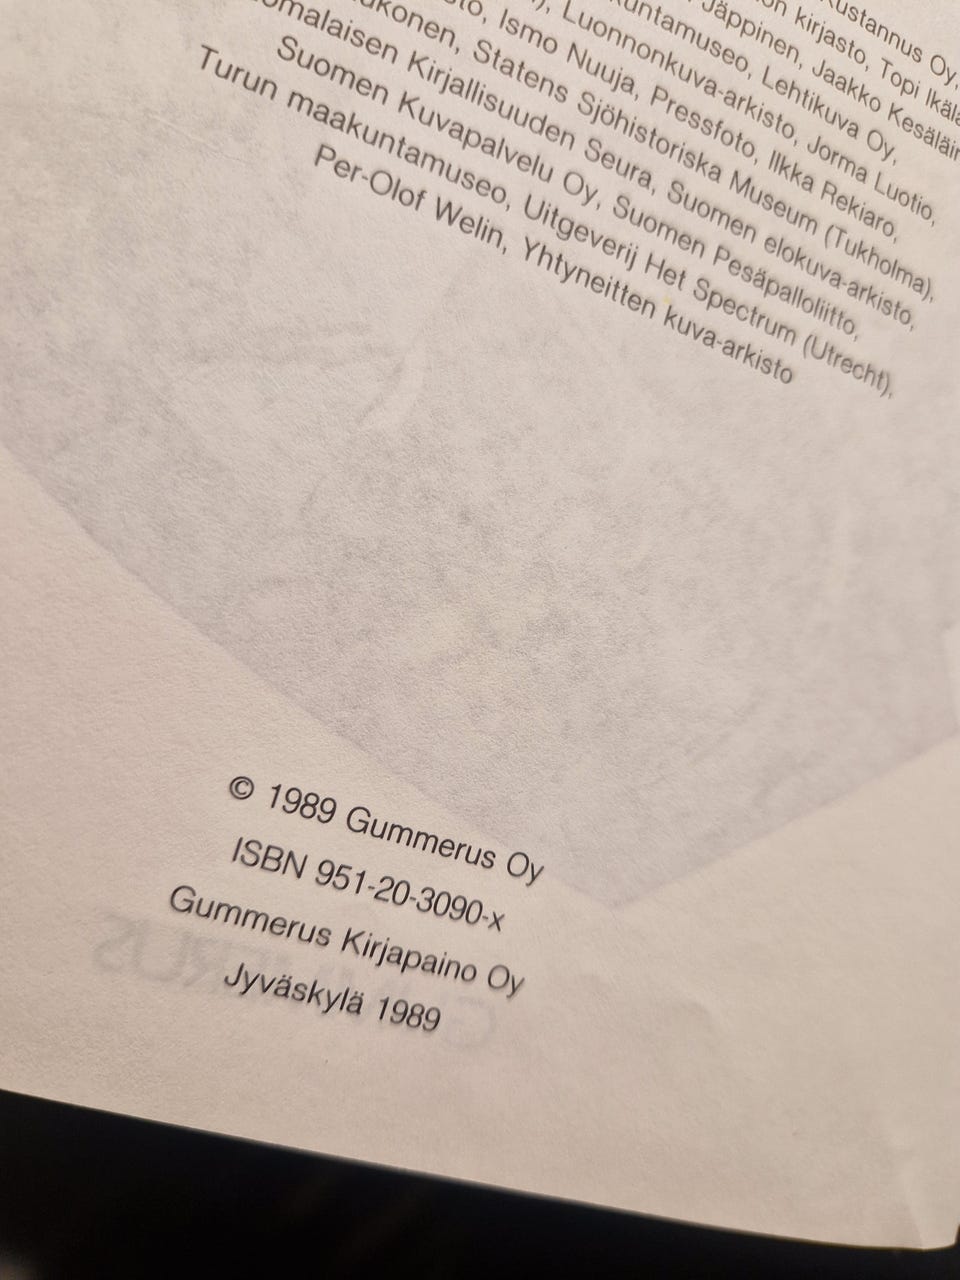 Kustannus Oy,
kirjasto, Topi
Jäppinen, Jaakko
untamuseo, Lehtikuva Oy,
Luonnonkuva-arkisto, Jorma Luotio,
Ismo Nuuja, Pressfoto, Ilkka Rekiaro,
ukonen, Statens Sjöhistoriska Museum (Tukholma),
omalaisen Kirjallisuuden Seura, Suomen elokuva-arkisto,
Suomen Kuvapalvelu Oy, Suomen Pesäpalloliitto,
Turun maakuntamuseo, Uitgeverij Het Spectrum (Utrecht),
Per-Olof Welin, Yhtyneitten kuva-arkisto
© 1989 Gummerus Oy
ISBN 951-20-3090-x
Gummerus Kirjapaino Oy
Jyväskylä 1989